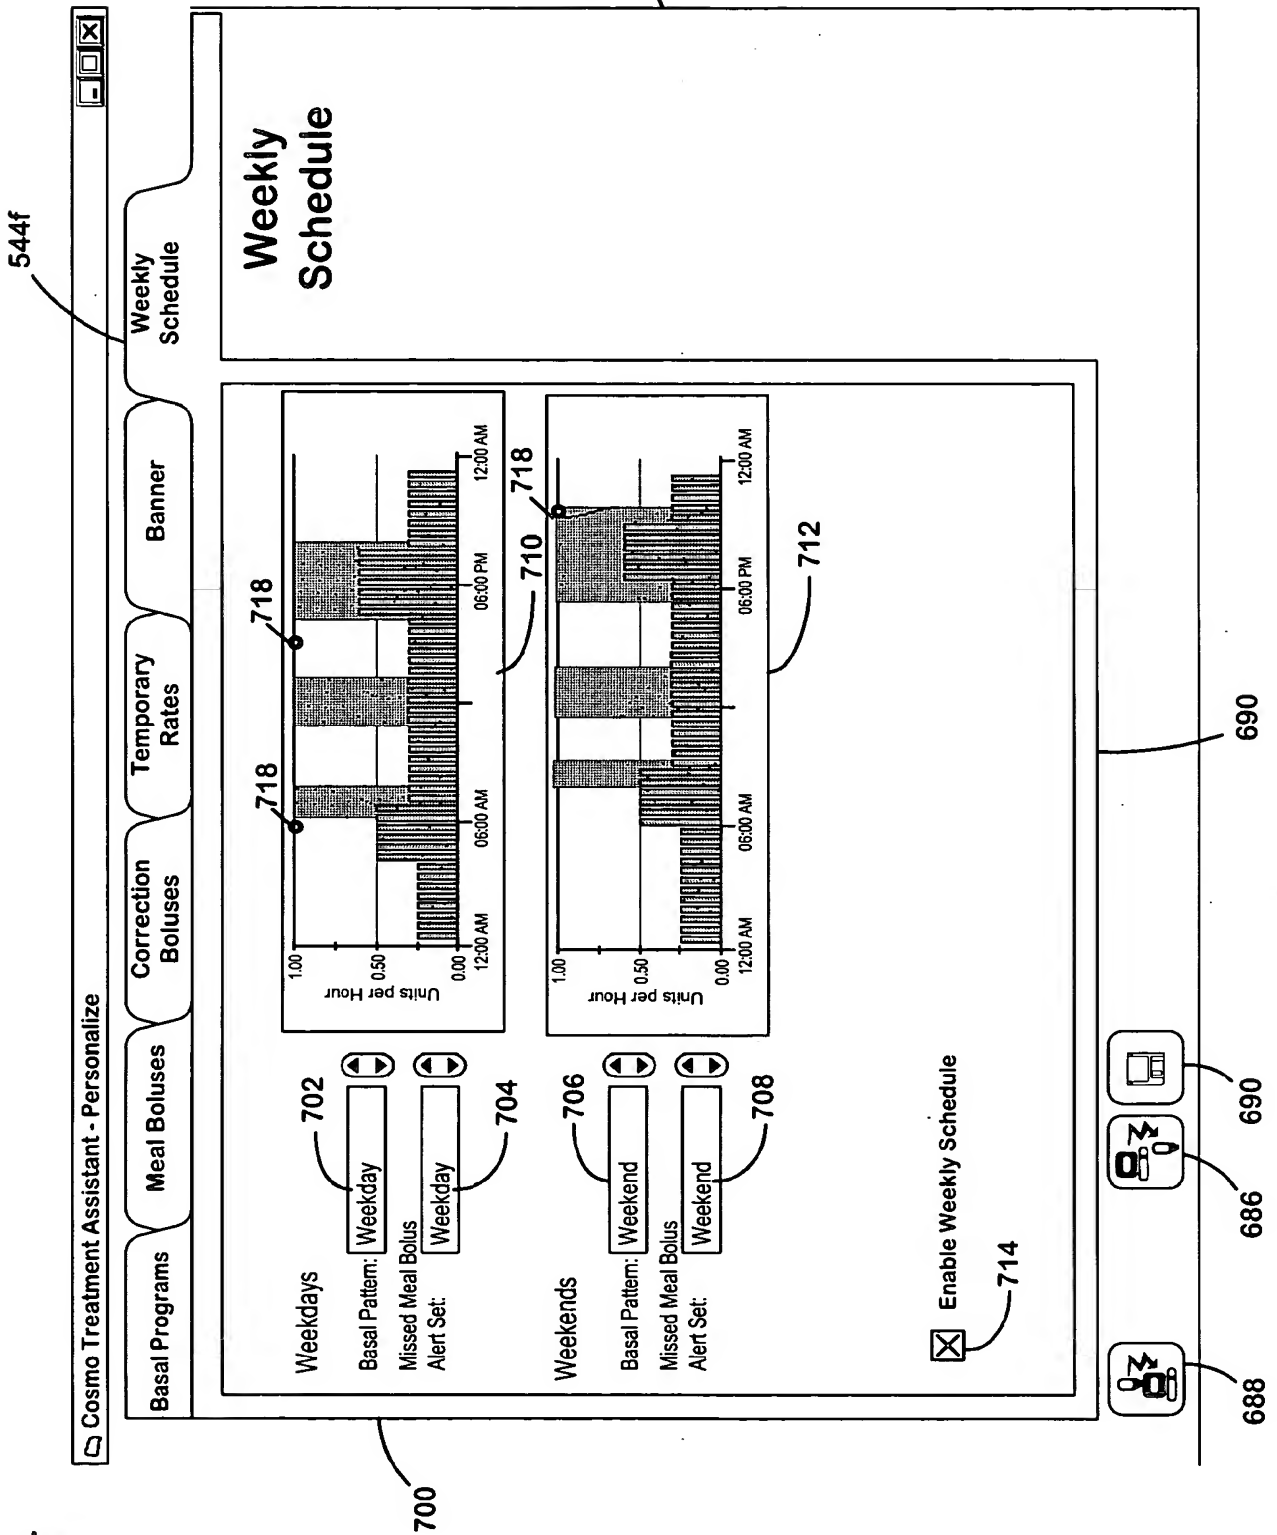 544f
Cosmo Treatment Assistant - Personalize
Basal Programs
Meal Boluses
Correction
Boluses
Temporary
Rates
Banner
Weekly
Schedule
Weekly
Schedule
700
Weekdays
Basal Pattern:
Weekday
702
Missed Meal Bolus
Alert Set:
Weekday
704
Units per Hour
1.00
0.50
0.00
12:00 AM
06:00 AM
06:00 PM
12:00 AM
718
718
710
Weekends
Basal Pattern:
Weekend
706
Missed Meal Bolus
Alert Set:
Weekend
708
Units per Hour
1.00
0.50
0.00
12:00 AM
06:00 AM
06:00 PM
12:00 AM
718
712
Enable Weekly Schedule
714
688
686
690
690